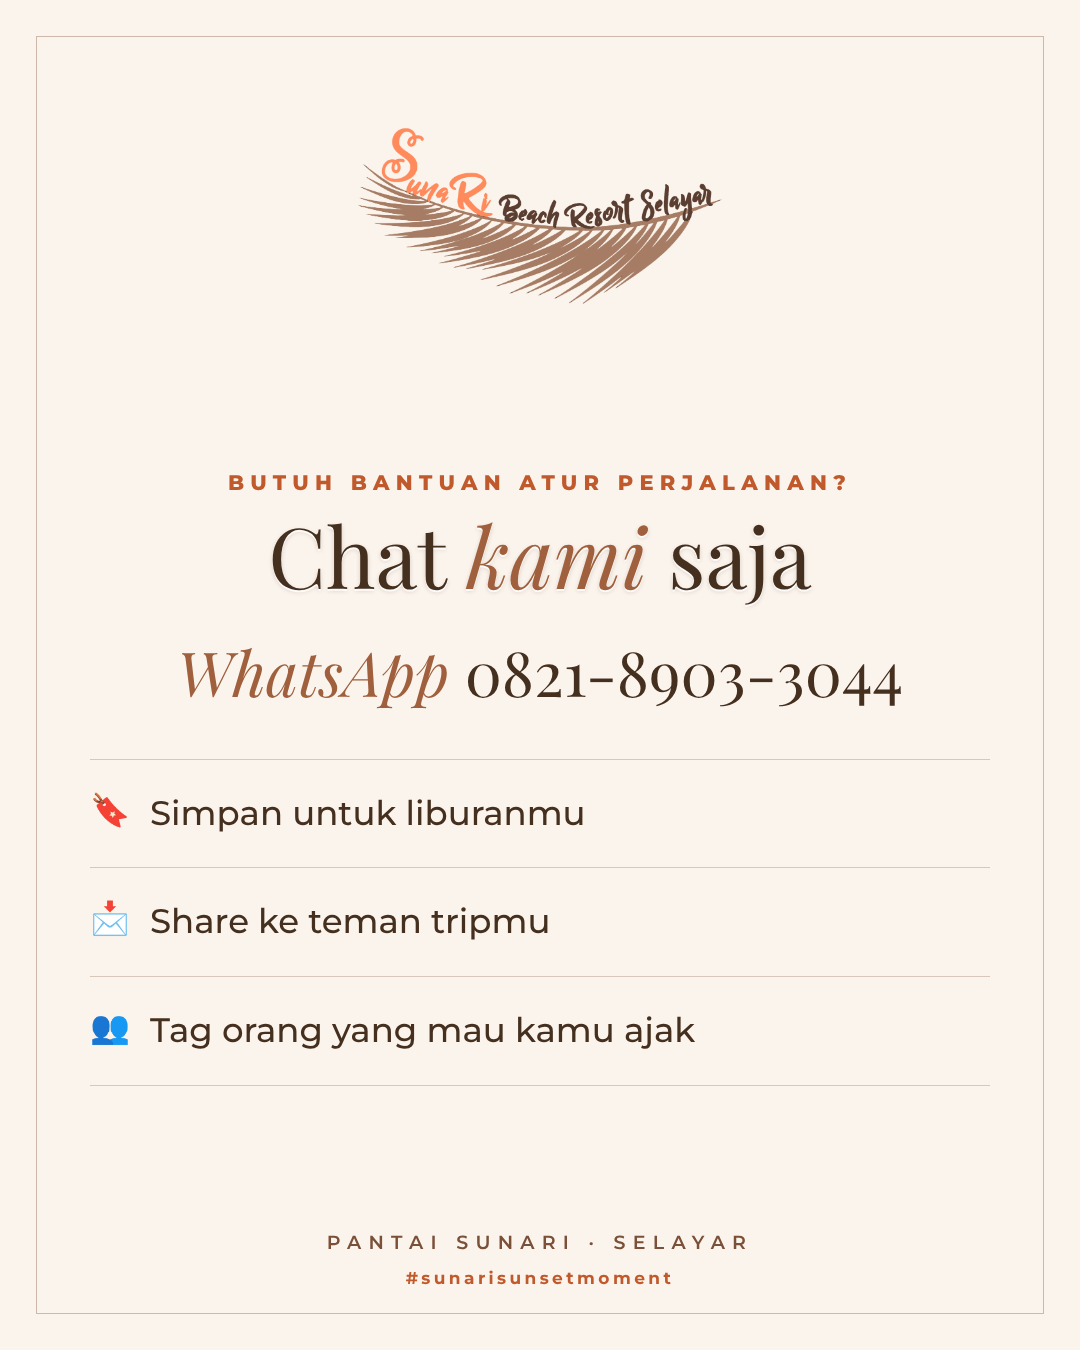 SunaRi Beach Resort Selayar
BUTUH BANTUAN ATUR PERJALANAN?
Chat kami saja
WhatsApp 0821-8903-3044
Simpan untuk liburanmu
Share ke teman tripmu
Tag orang yang mau kamu ajak
PANTAI SUNARI · SELAYAR
#sunarisunsetmoment